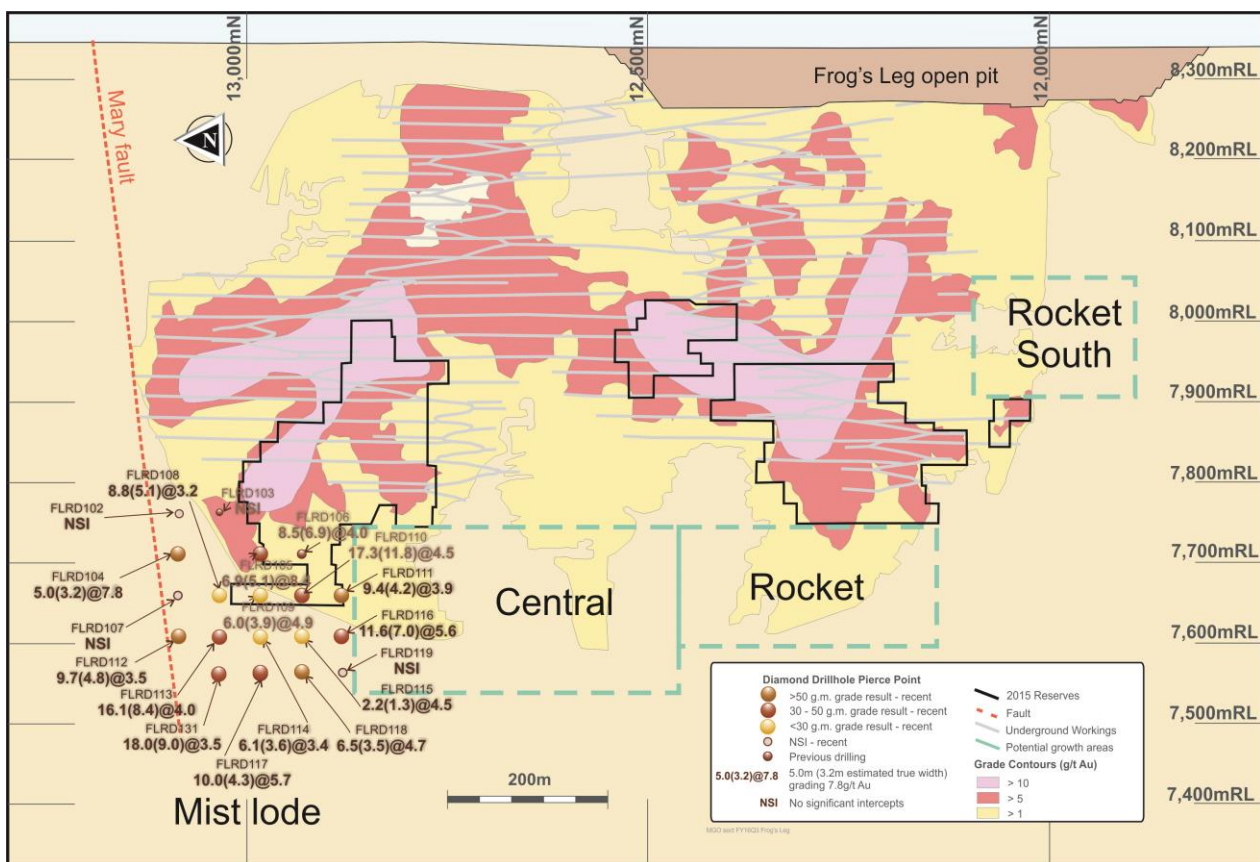 13,000mN
12,500mN
12,000mN
Frog's Leg open pit
8,300mRL
Mary fault
N
8,200mRL
8,100mRL
8,000mRL
Rocket
South
7,900mRL
7,800mRL
FLRD108
8.8(5.1)@3.2
FLRD103
NSI
FLRD102
NSI
FLRD106
8.5(6.9)@4.0
FLRD110
17.3(11.8)@4.5
7,700mRL
FLRD104
5.0(3.2)@7.8
FLRD105
FLRD111
9.4(4.2)@3.9
Central
Rocket
FLRD109
6.0(3.9)@4.9
FLRD107
NSI
FLRD116
11.6(7.0)@5.6
7,600mRL
FLRD112
9.7(4.8)@3.5
FLRD119
NSI
FLRD113
16.1(8.4)@4.0
FLRD115
2.2(1.3)@4.5
FLRD131
18.0(9.0)@3.5
FLRD114
6.1(3.6)@3.4
FLRD118
6.5(3.5)@4.7
7,500mRL
FLRD117
10.0(4.3)@5.7
Mist lode
200m
7,400mRL
Diamond Drillhole Pierce Point
>50 g.m. grade result - recent
30 - 50 g.m. grade result - recent
<30 g.m. grade result - recent
NSI - recent
Previous drilling
5.0(3.2)@7.8 5.0m (3.2m estimated true width)
grading 7.8g/t Au
NSI No significant intercepts
2015 Reserves
Fault
Underground Workings
Potential growth areas
Grade Contours (g/t Au)
> 10
> 5
> 1